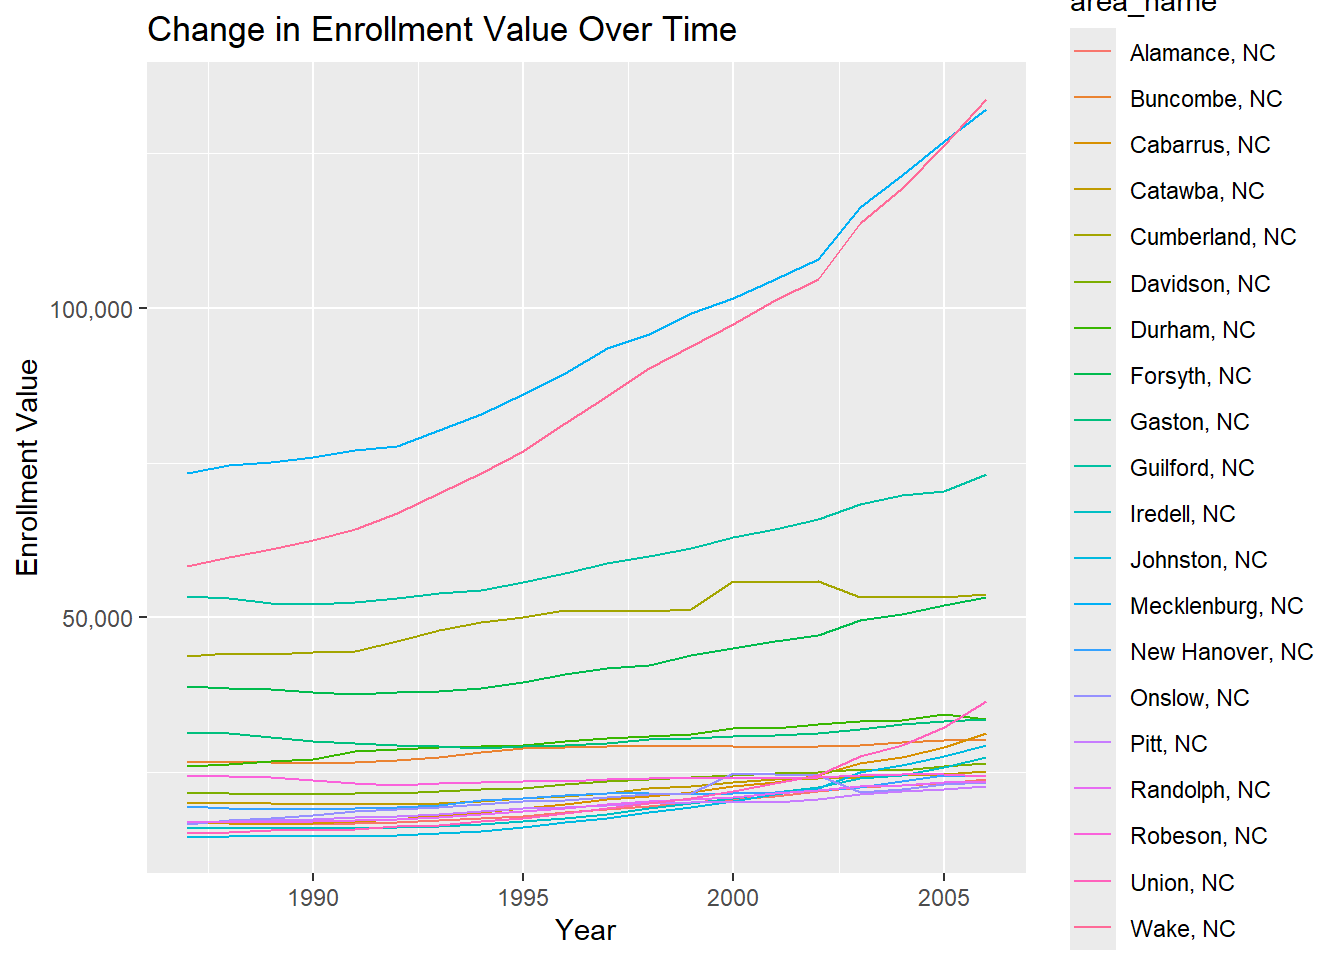 Change in Enrollment Value Over Time
area_name
Alamance, NC
Buncombe, NC
Cabarrus, NC
Catawba, NC
Cumberland, NC
Davidson, NC
Durham, NC
Forsyth, NC
Gaston, NC
Guilford, NC
Iredell, NC
Johnston, NC
Mecklenburg, NC
New Hanover, NC
Onslow, NC
Pitt, NC
Randolph, NC
Robeson, NC
Union, NC
Wake, NC
Enrollment Value
100,000
50,000
1990
1995
2000
2005
Year